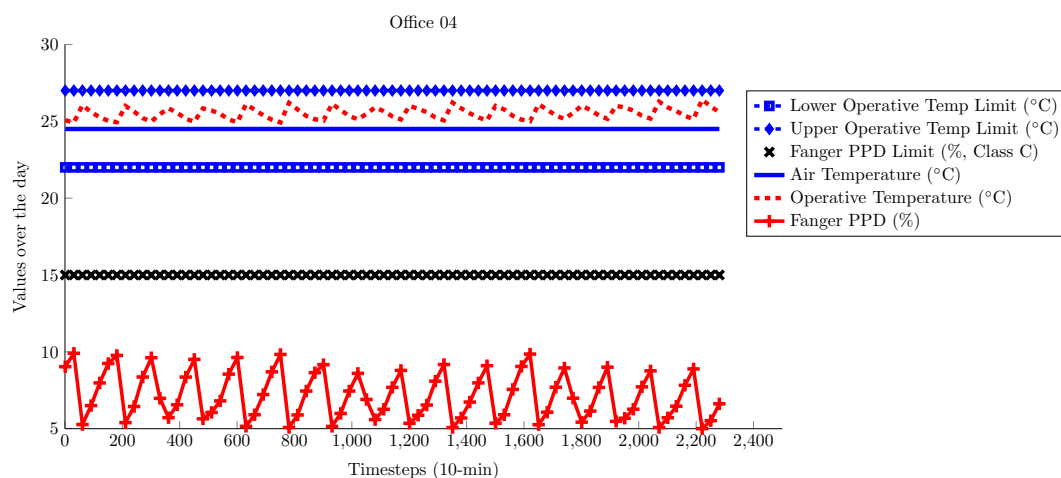 Office 04
30
25
20
15
10
5
0
200
400
600
800
1,000
1,200
1,400
1,600
1,800
2,000
2,200
2,400
Values over the day
Timesteps (10-min)
Lower Operative Temp Limit (°C)
Upper Operative Temp Limit (°C)
Fanger PPD Limit (%, Class C)
Air Temperature (°C)
Operative Temperature (°C)
Fanger PPD (%)